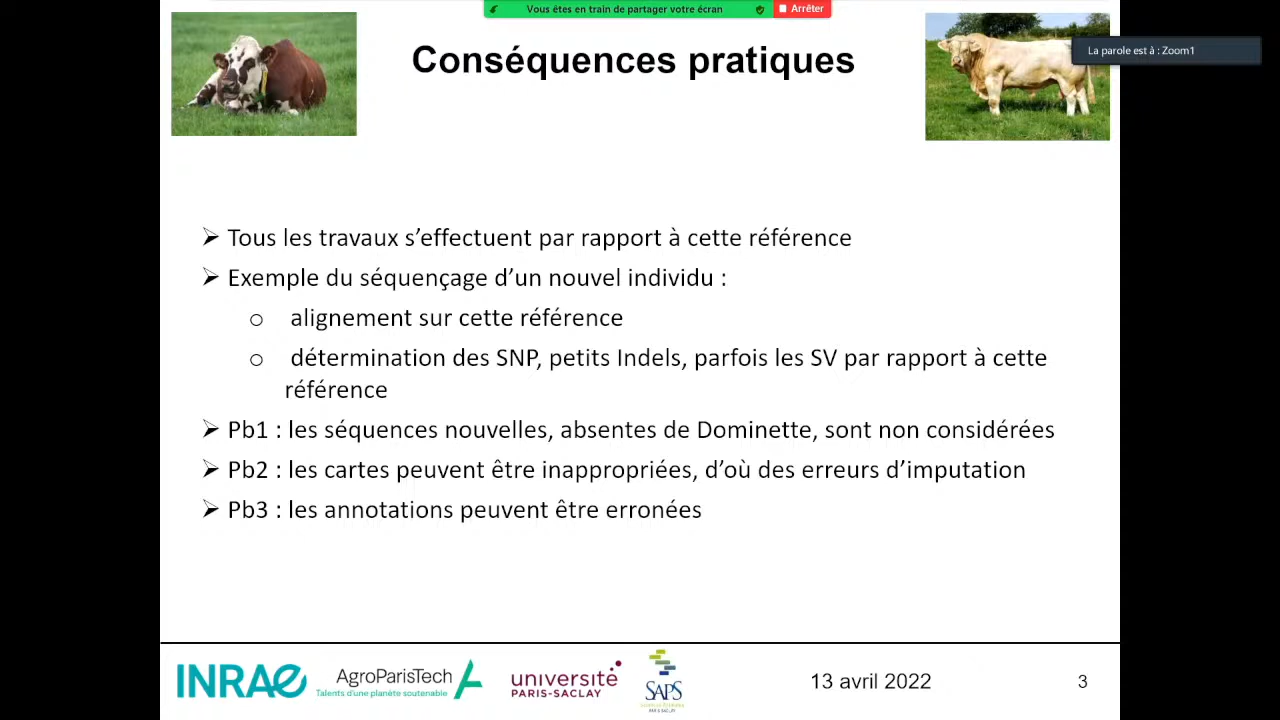 Vous êtes en train de partager votre écran
Arrêter
Conséquences pratiques
La parole est à : Zoom1
➢ Tous les travaux s’effectuent par rapport à cette référence
➢ Exemple du séquençage d’un nouvel individu :
o alignement sur cette référence
o détermination des SNP, petits Indels, parfois les SV par rapport à cette
référence
➢ Pb1 : les séquences nouvelles, absentes de Dominette, sont non considérées
➢ Pb2 : les cartes peuvent être inappropriées, d’où des erreurs d’imputation
➢ Pb3 : les annotations peuvent être erronées
INRAE
AgroParisTech
Talents d'une planète soutenable
université
PARIS-SACLAY
SAPS
PARIS-SACLAY
13 avril 2022
3